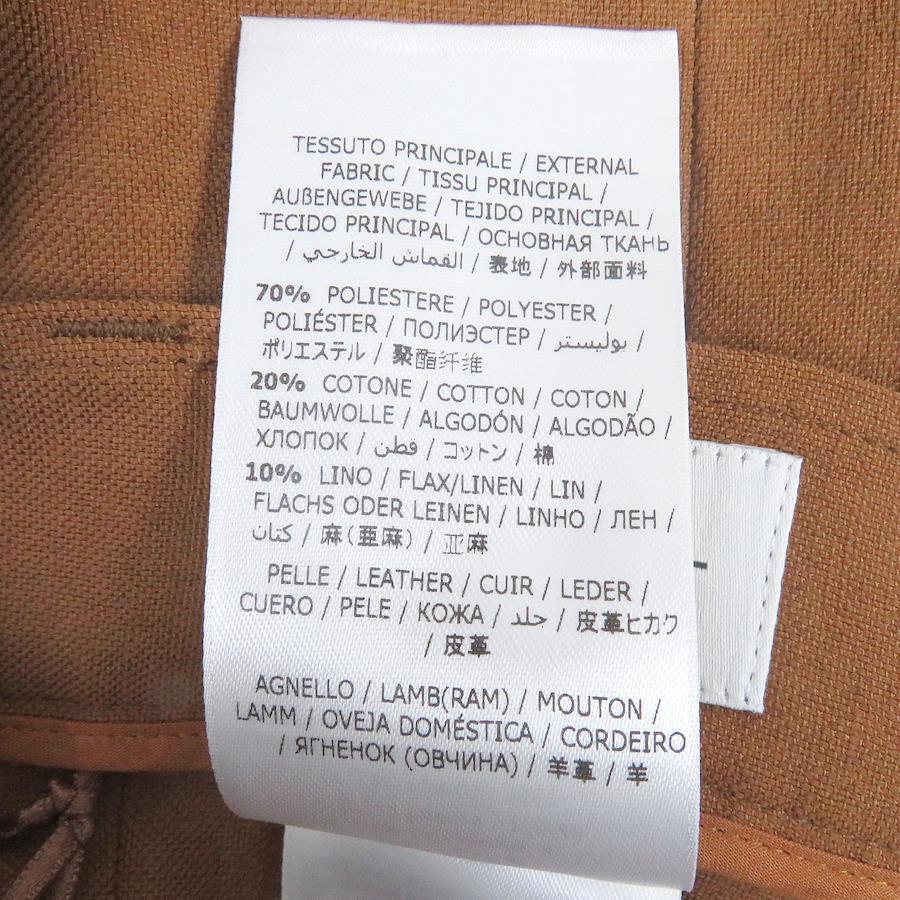 TESSUTO PRINCIPALE / EXTERNAL
FABRIC / TISSU PRINCIPAL /
AUßENGEWEBE / TEJIDO PRINCIPAL /
TECIDO PRINCIPAL / ОСНОВНАЯ ТКАНЬ
/ القماش الخارجي / 表地 / 外部面料
70% POLIESTERE / POLYESTER /
POLIÉSTER / ПОЛИЭСТЕР / بوليستر /
ポリエステル / 聚酯纤维
20% COTONE / COTTON / COTON /
BAUMWOLLE / ALGODÓN / ALGODÃO /
ХЛОПОК / قطن / コットン / 棉
10% LINO / FLAX/LINEN / LIN /
FLACHS ODER LEINEN / LINHO / ЛЕН /
كتان / 麻(亜麻) / 亚麻
PELLE / LEATHER / CUIR / LEDER /
CUERO / PELE / КОЖА / جلد / 皮革ヒカク
/ 皮革
AGNELLO / LAMB(RAM) / MOUTON /
LAMM / OVEJA DOMÉSTICA / CORDEIRO
/ ЯГНЕНОК (ОВЧИНА) / 羊革 / 羊